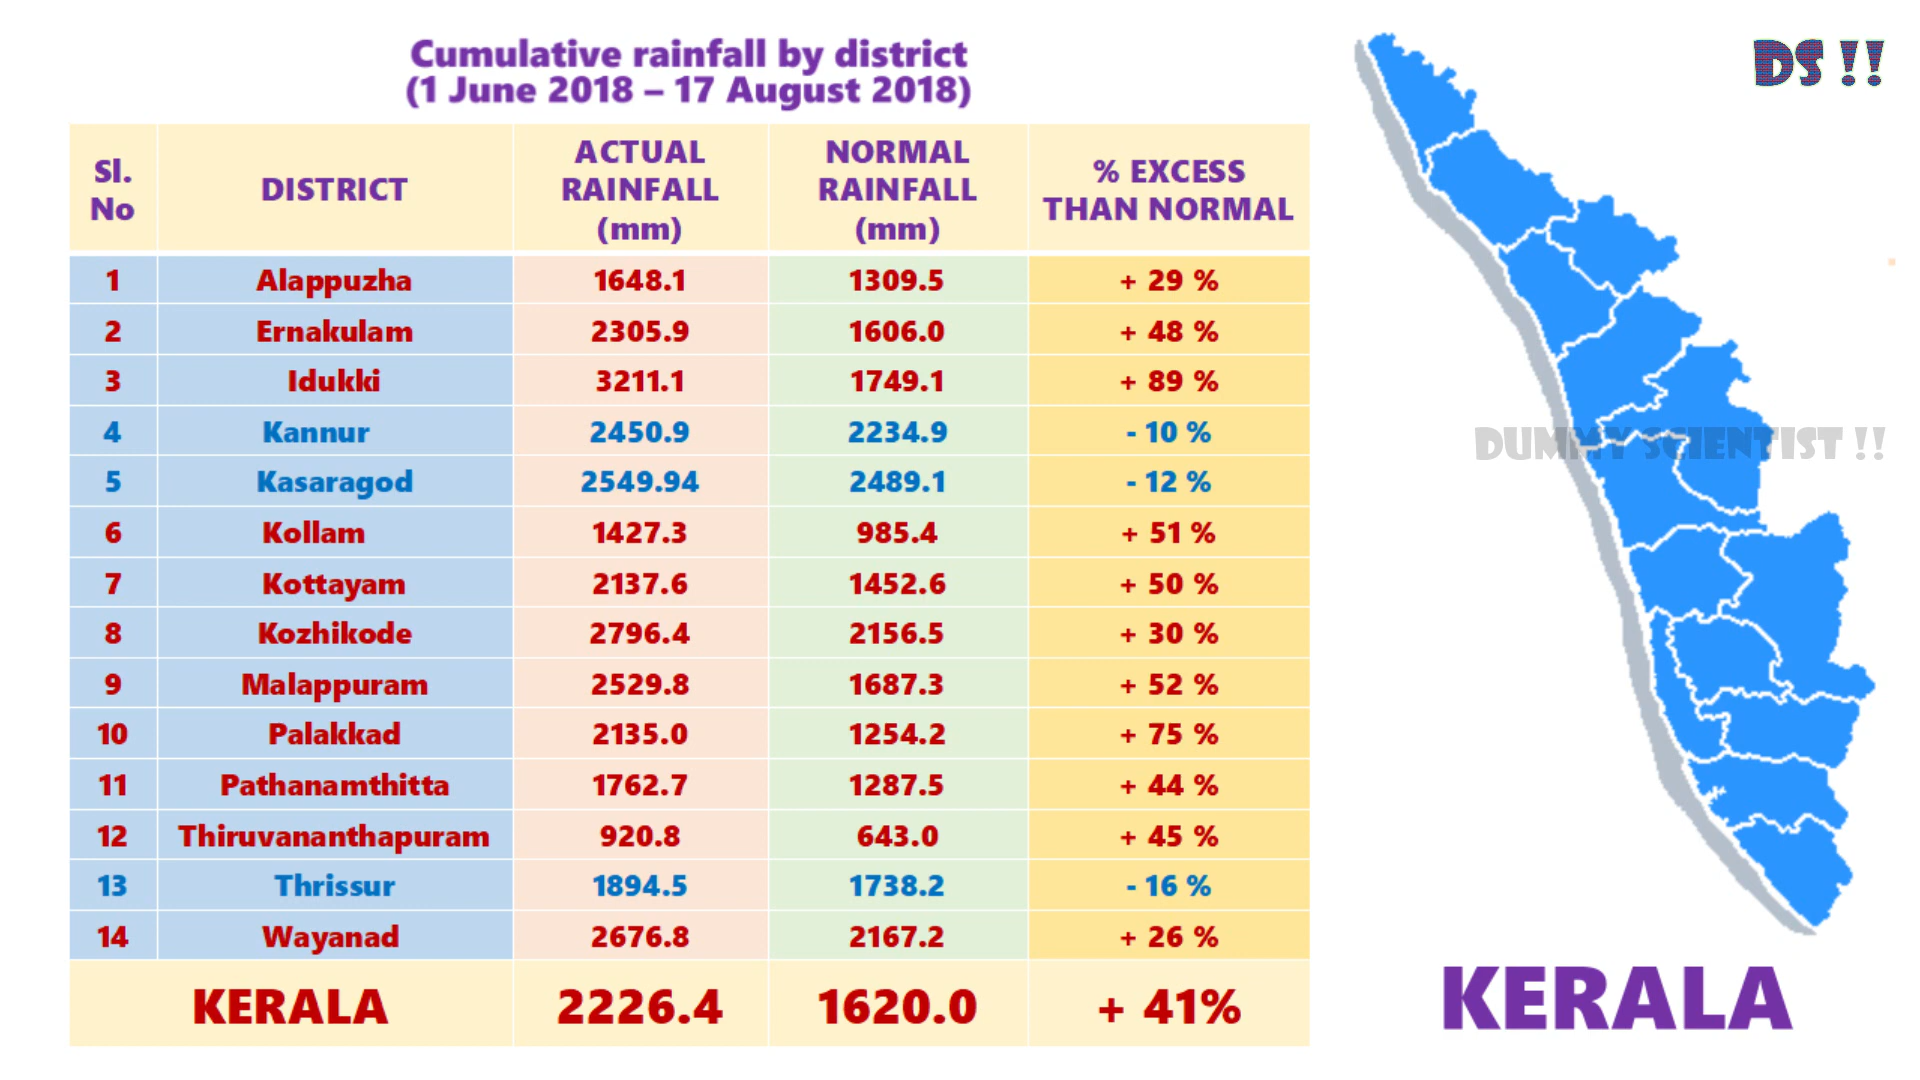 Cumulative rainfall by district
(1 June 2018 – 17 August 2018)
DS !!
Sl. No DISTRICT ACTUAL RAINFALL (mm) NORMAL RAINFALL (mm) % EXCESS THAN NORMAL
1 Alappuzha 1648.1 1309.5 + 29 %
2 Ernakulam 2305.9 1606.0 + 48 %
3 Idukki 3211.1 1749.1 + 89 %
4 Kannur 2450.9 2234.9 - 10 %
5 Kasaragod 2549.94 2489.1 - 12 %
6 Kollam 1427.3 985.4 + 51 %
7 Kottayam 2137.6 1452.6 + 50 %
8 Kozhikode 2796.4 2156.5 + 30 %
9 Malappuram 2529.8 1687.3 + 52 %
10 Palakkad 2135.0 1254.2 + 75 %
11 Pathanamthitta 1762.7 1287.5 + 44 %
12 Thiruvananthapuram 920.8 643.0 + 45 %
13 Thrissur 1894.5 1738.2 - 16 %
14 Wayanad 2676.8 2167.2 + 26 %
KERALA 2226.4 1620.0 + 41%
DUMMY SCIENTIST !!
KERALA